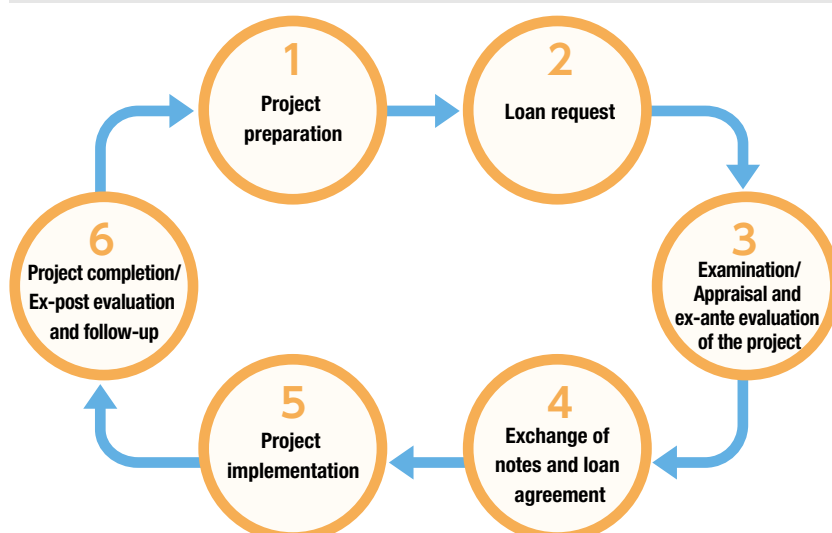 1
Project
preparation
2
Loan request
3
Examination/
Appraisal and
ex-ante evaluation
of the project
4
Exchange of
notes and loan
agreement
5
Project
implementation
6
Project completion/
Ex-post evaluation
and follow-up